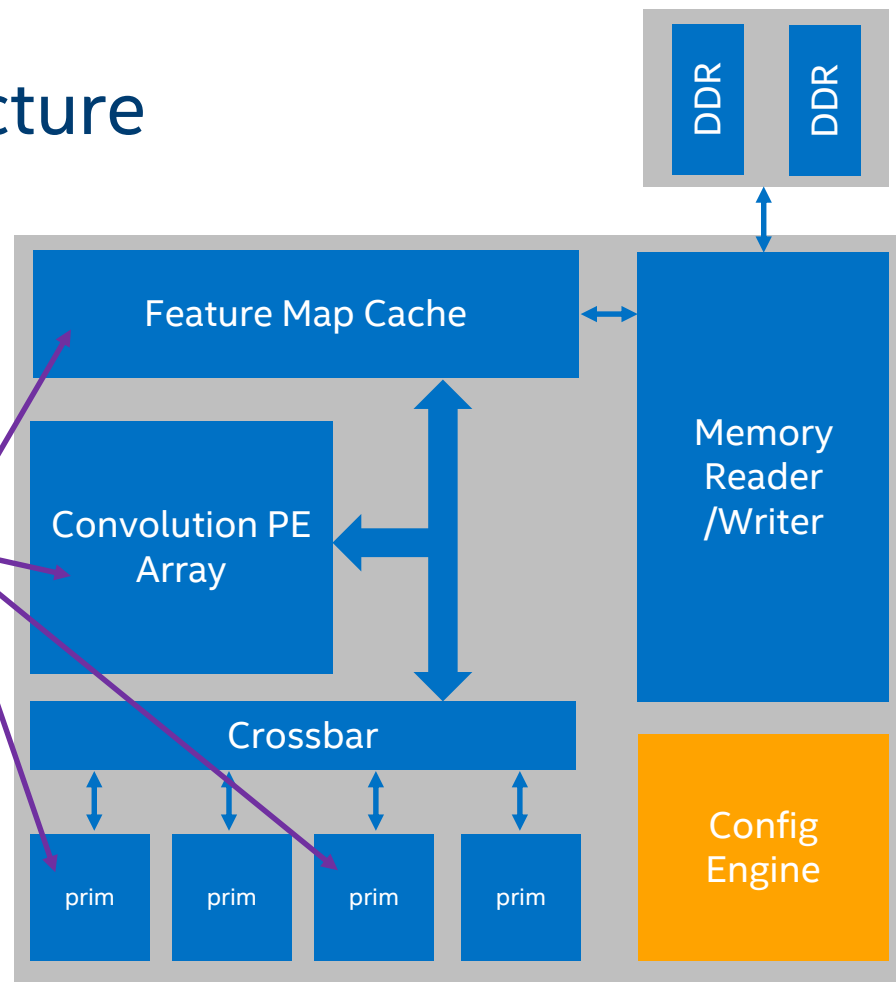 cture
DDR
DDR
Feature Map Cache
Memory
Reader
/Writer
Convolution PE
Array
Crossbar
Config
Engine
prim
prim
prim
prim